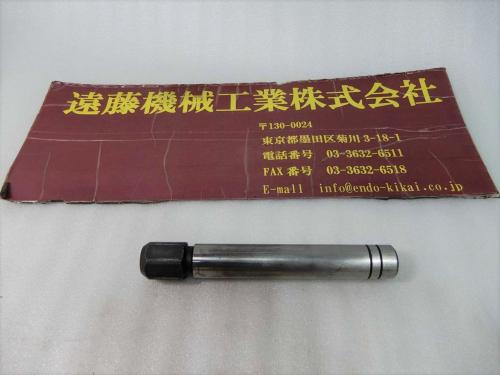 遠藤機械工業株式会社
〒130-0024
東京都墨田区菊川 3-18-1
電話番号 03-3632-6511
FAX 番号 03-3632-6518
E-mall info@endo-kikai.co.jp